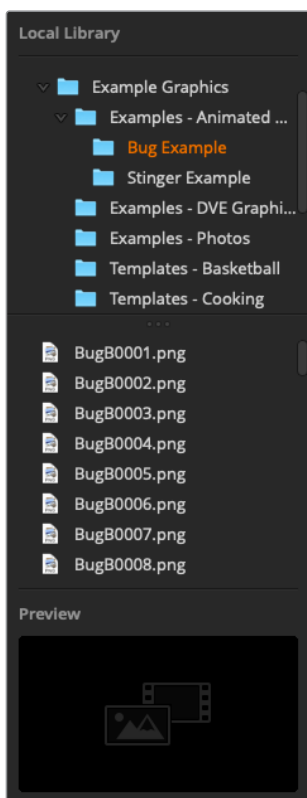 Local Library
Example Graphics
Examples - Animated ...
Bug Example
Stinger Example
Examples - DVE Graphi...
Examples - Photos
Templates - Basketball
Templates - Cooking
BugB0001.png
BugB0002.png
BugB0003.png
BugB0004.png
BugB0005.png
BugB0006.png
BugB0007.png
BugB0008.png
Preview